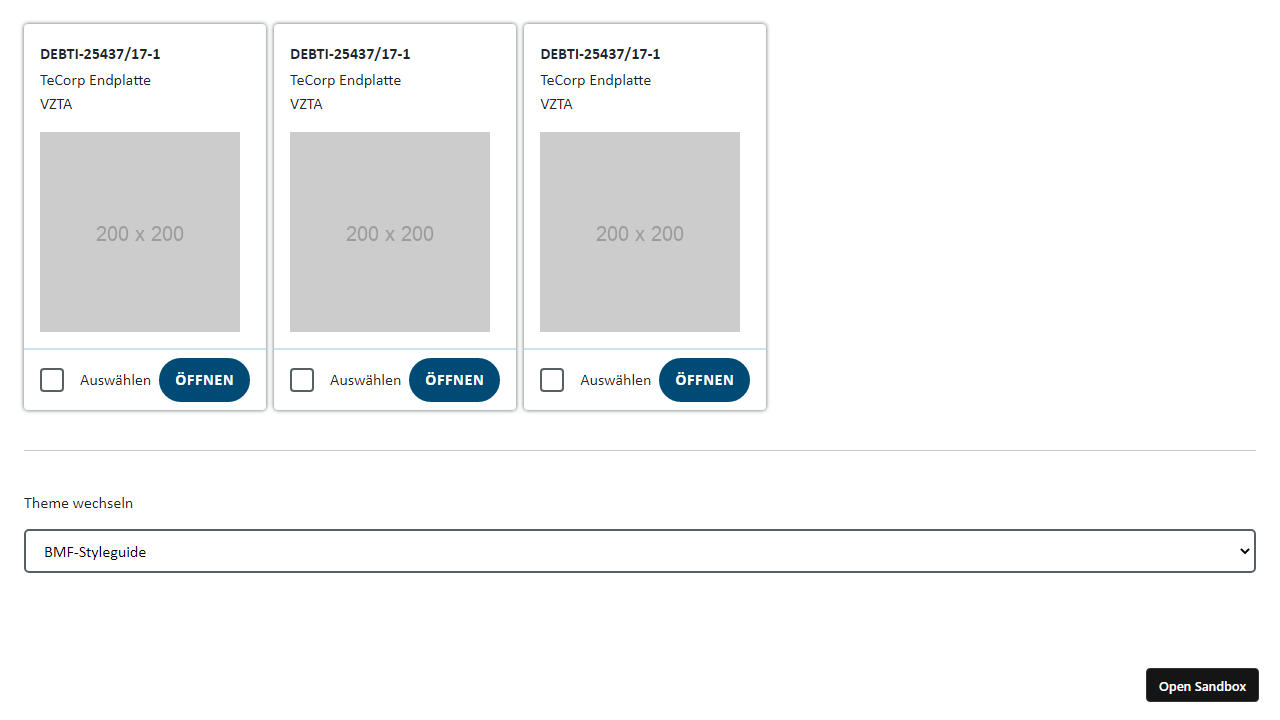 DEBTI-25437/17-1
TeCorp Endplatte
VZTA
200 x 200
Auswählen ÖFFNEN
DEBTI-25437/17-1
TeCorp Endplatte
VZTA
200 x 200
Auswählen ÖFFNEN
DEBTI-25437/17-1
TeCorp Endplatte
VZTA
200 x 200
Auswählen ÖFFNEN
Theme wechseln
BMF-Styleguide
Open Sandbox